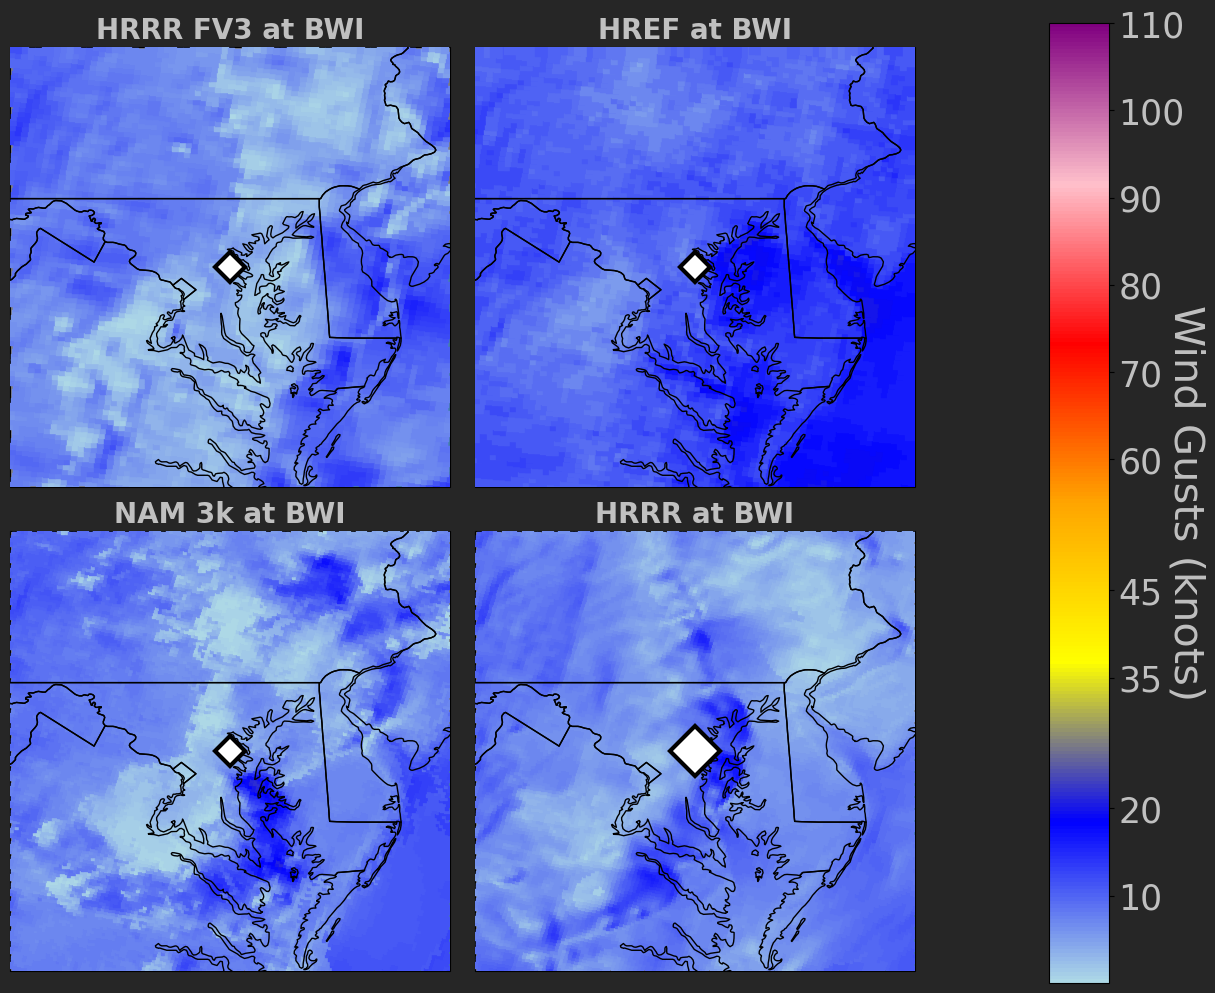 HRRR FV3 at BWI
HREF at BWI
NAM 3k at BWI
HRRR at BWI
110
100
90
80
70
60
45
35
20
10
Wind Gusts (knots)